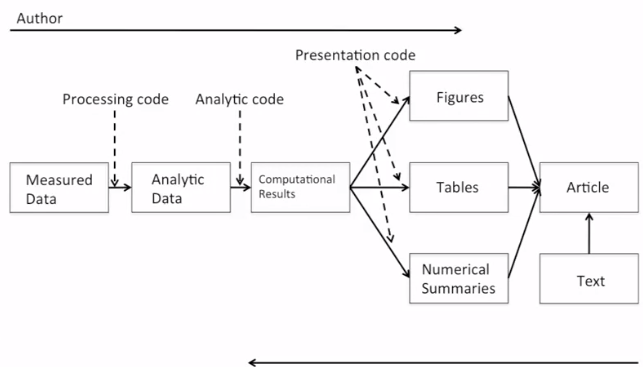 Author
Presentation code
Processing code
Analytic code
Figures
Measured
Data
Analytic
Data
Computational
Results
Tables
Article
Numerical
Summaries
Text